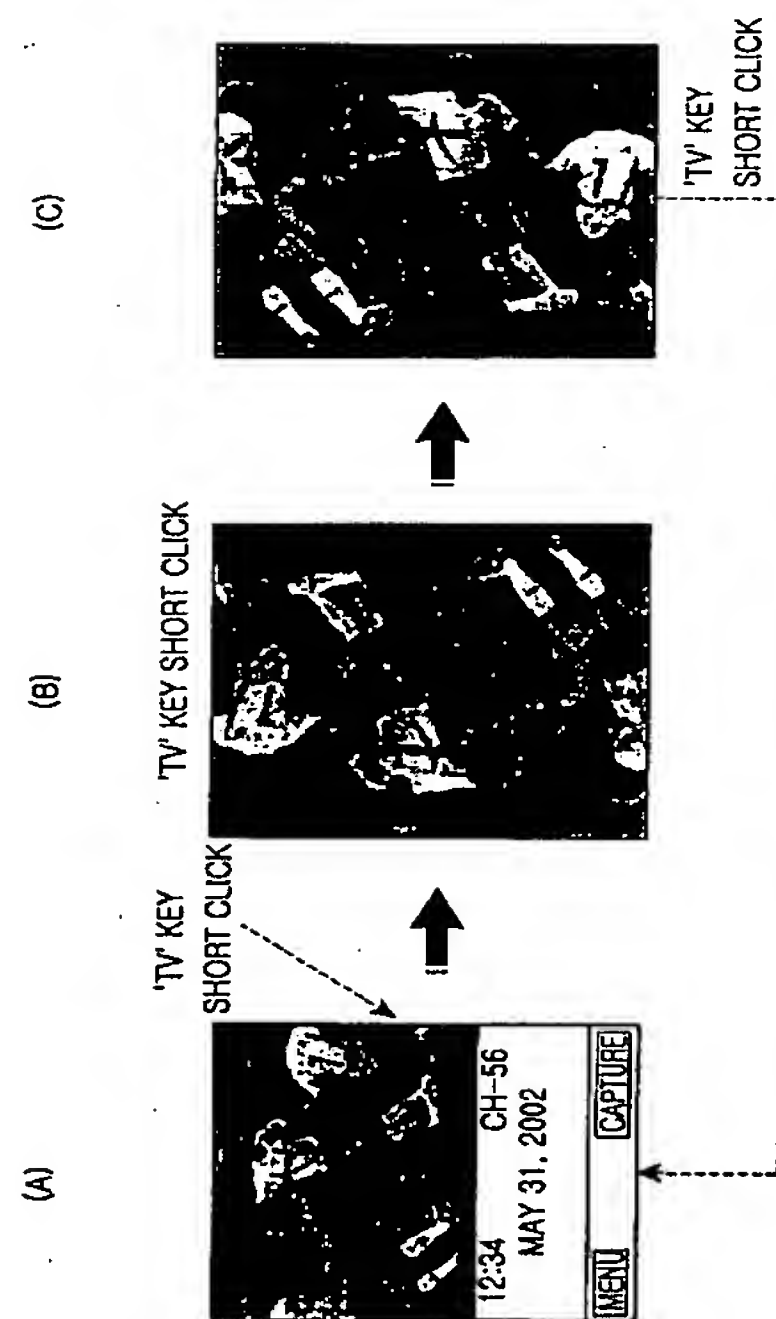 (A)
(B)
(C)
'TV' KEY
SHORT CLICK
'TV' KEY SHORT CLICK
'TV' KEY
SHORT CLICK
12:34 CH-56
MAY 31, 2002
MENU CAPTURE